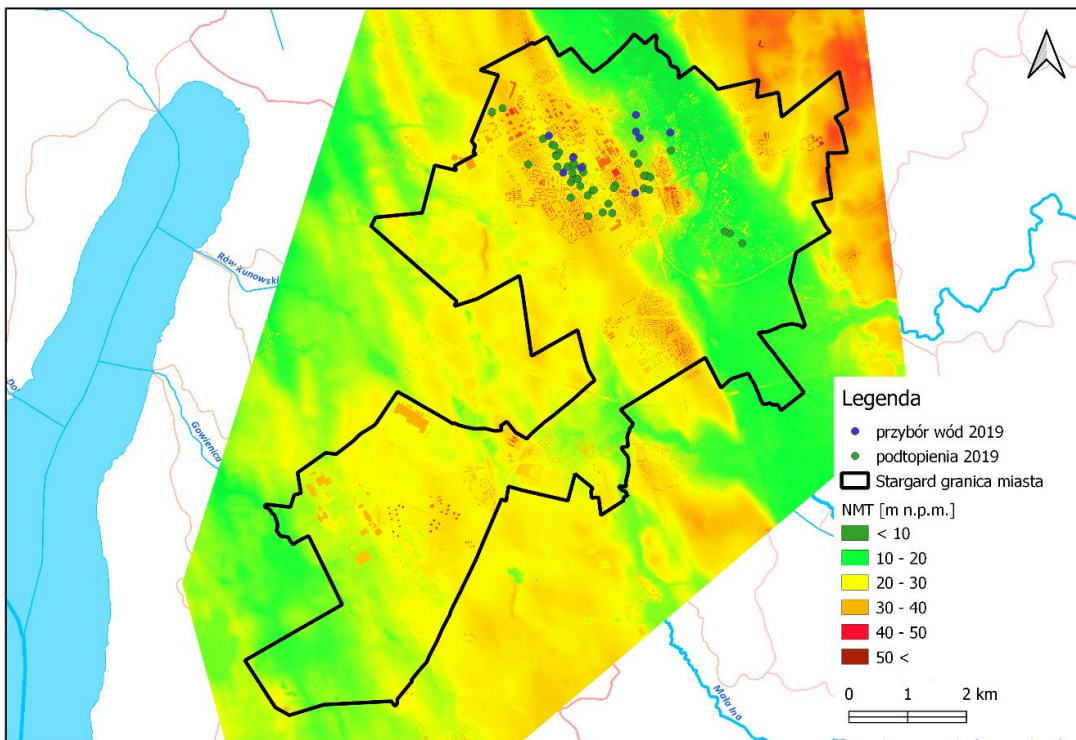 Rów Kunowski
Gowienica
Legenda
przybór wód 2019
podtopienia 2019
Stargard granica miasta
NMT [m n.p.m.]
< 10
10 - 20
20 - 30
30 - 40
40 - 50
50 <
0 1 2 km
Mała Ina